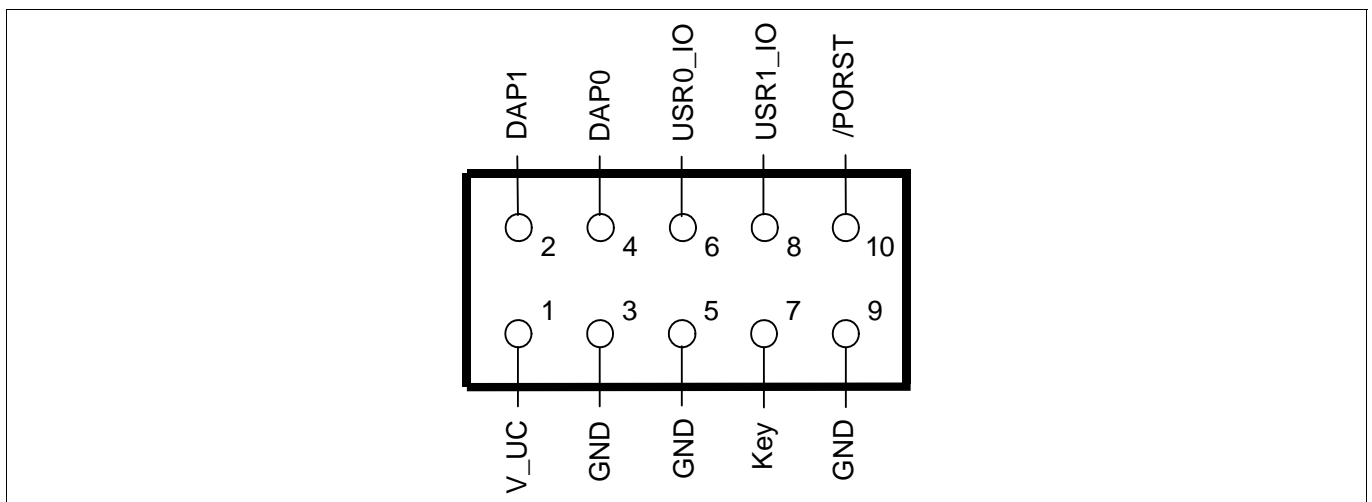 DAP1
DAP0
USR0_IO
USR1_IO
/PORST
2
4
6
8
10
1
3
5
7
9
V_UC
GND
GND
Key
GND